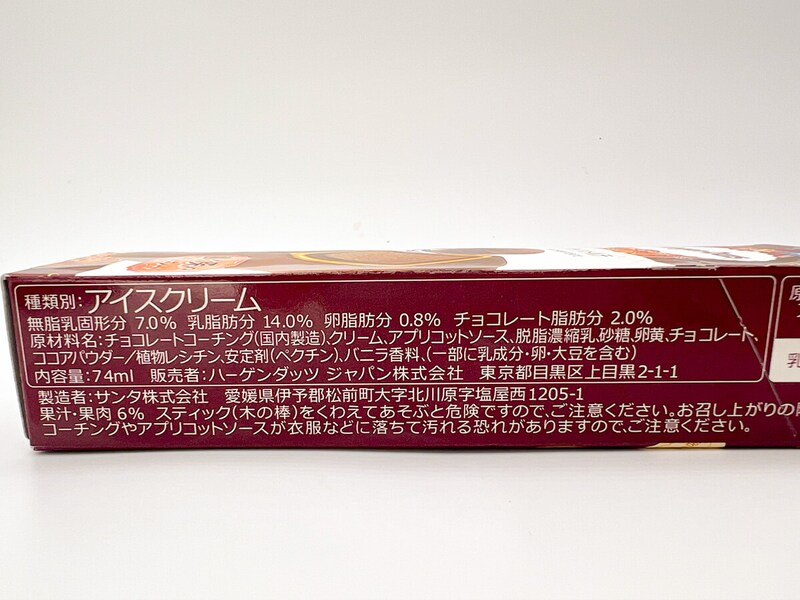 種類別:アイスクリーム
無脂乳固形分 7.0% 乳脂肪分 14.0% 卵脂肪分 0.8% チョコレート脂肪分 2.0%
原材料名:チョコレートコーチング(国内製造)、クリーム、アプリコットソース、脱脂濃縮乳、砂糖、卵黄、チョコレート、
ココアパウダー/植物レシチン、安定剤(ペクチン)、バニラ香料、(一部に乳成分・卵・大豆を含む)
内容量:74ml 販売者:ハーゲンダッツ ジャパン株式会社 東京都目黒区上目黒2-1-1
製造者:サンタ株式会社 愛媛県伊予郡松前町大字北川原字塩屋西1205-1
果汁・果肉 6% スティック(木の棒)をくわえてあそぶと危険ですので、ご注意ください。お召し上がりの
コーチングやアプリコットソースが衣服などに落ちて汚れる恐れがありますので、ご注意ください。
原
乳